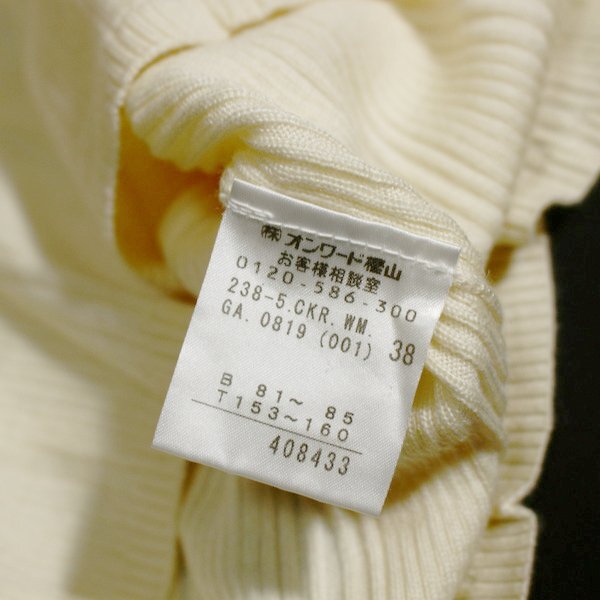 ㈱オンワード樫山
お客様相談室
0120-586-300
238-5.CKR.WM.
GA.0819 (001) 38
B 81～ 85
T153～160
408433